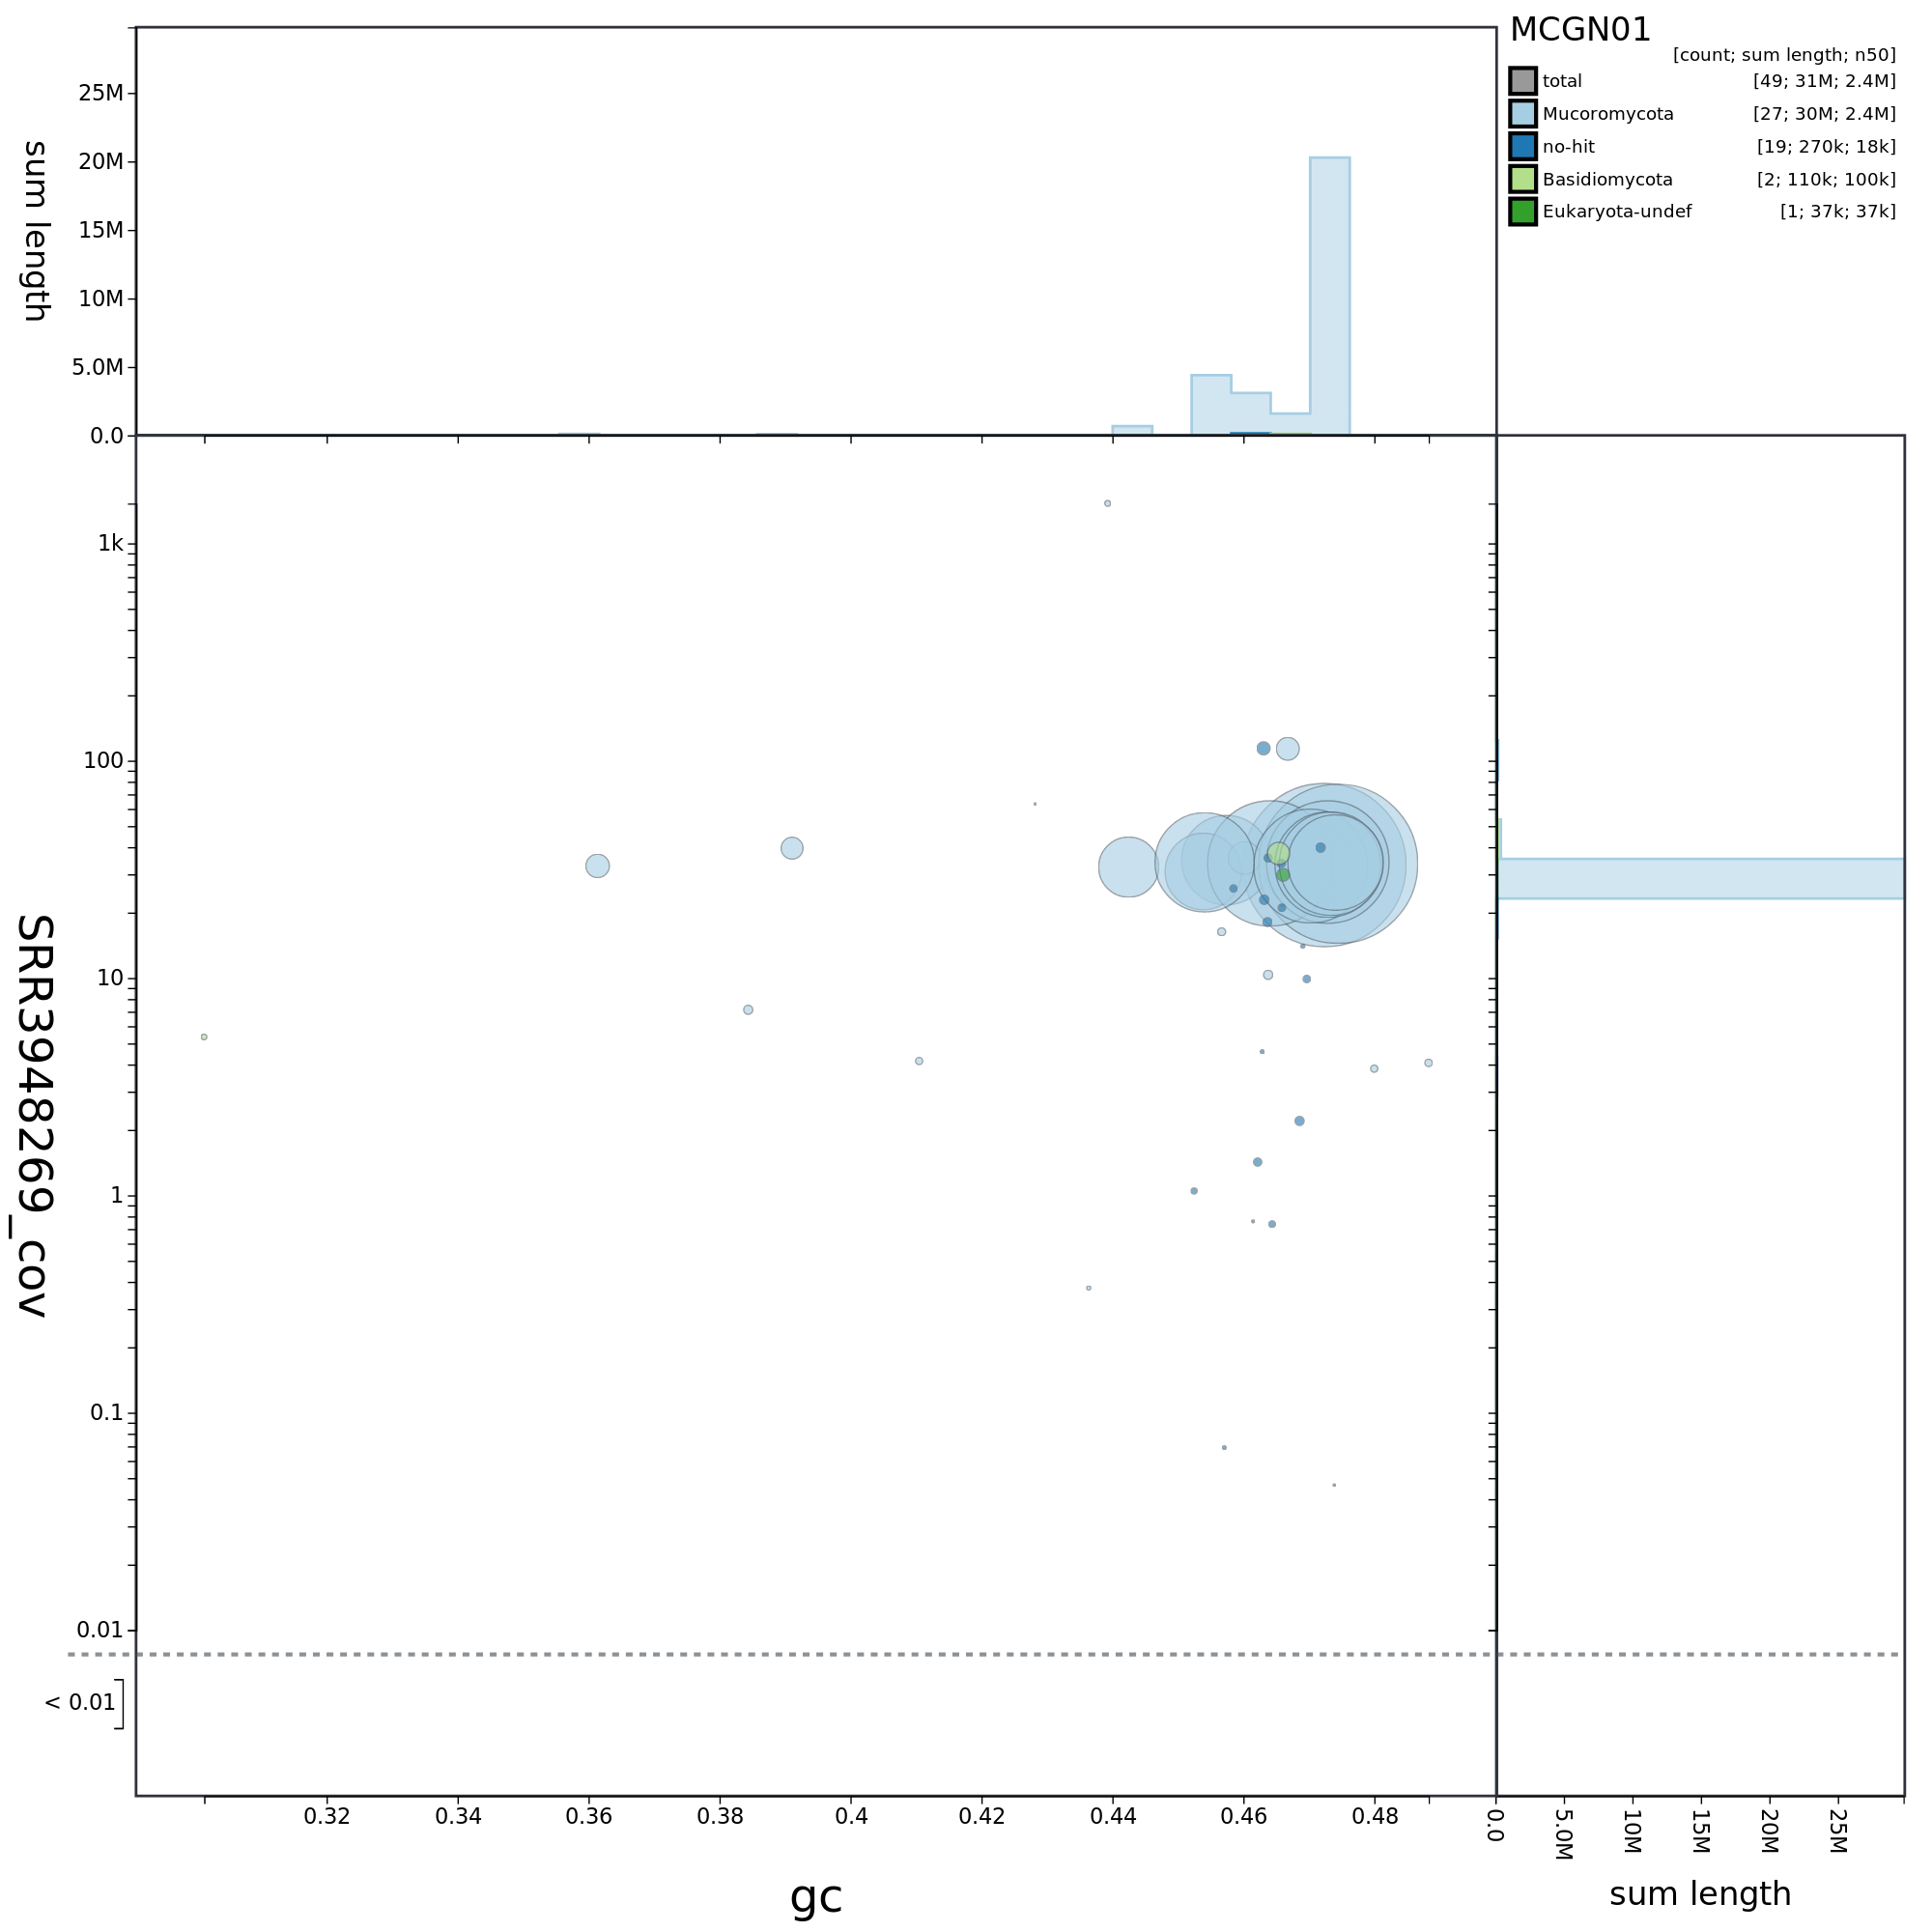 MCGN01
[count; sum length; n50]
total [49; 31M; 2.4M]
Mucoromycota [27; 30M; 2.4M]
no-hit [19; 270k; 18k]
Basidiomycota [2; 110k; 100k]
Eukaryota-undef [1; 37k; 37k]
sum length
25M
20M
15M
10M
5.0M
0.0
SRR3948269_cov
1k
100
10
1
0.1
0.01
< 0.01
0.32 0.34 0.36 0.38 0.4 0.42 0.44 0.46 0.48
gc
0.0 5.0M 10M 15M 20M 25M
sum length